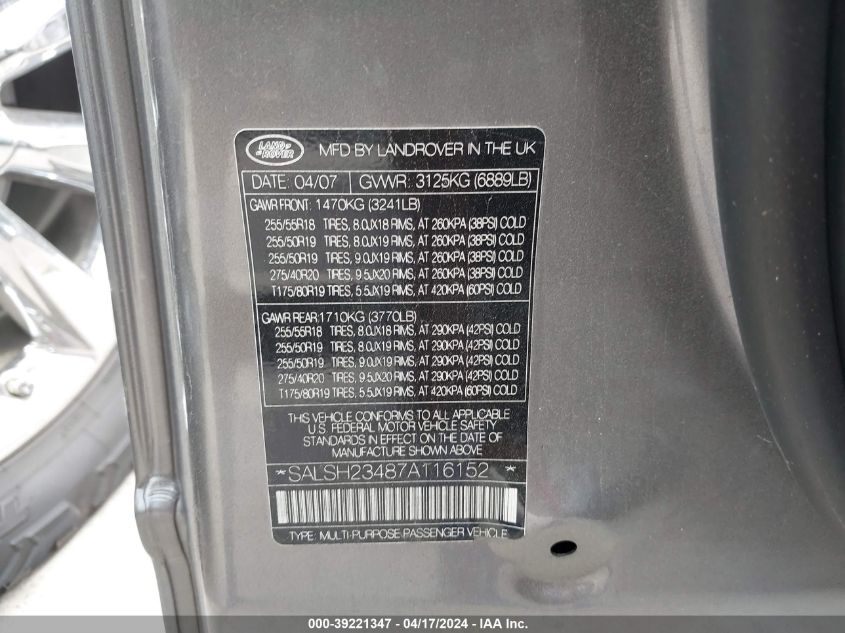 LAND ROVER
MFD BY LANDROVER IN THE UK
DATE: 04/07 GVWR: 3125KG (6889LB)
GAWR FRONT: 1470KG (3241LB)
255/55R18 TIRES, 8.0JX18 RIMS, AT 260KPA (38PSI) COLD
255/50R19 TIRES, 8.0JX19 RIMS, AT 260KPA (38PSI) COLD
255/50R19 TIRES, 9.0JX19 RIMS, AT 260KPA (38PSI) COLD
275/40R20 TIRES, 9.5JX20 RIMS, AT 260KPA (38PSI) COLD
T175/80R19 TIRES, 5.5JX19 RIMS, AT 420KPA (60PSI) COLD
GAWR REAR: 1710KG (3770LB)
255/55R18 TIRES, 8.0JX18 RIMS, AT 290KPA (42PSI) COLD
255/50R19 TIRES, 8.0JX19 RIMS, AT 290KPA (42PSI) COLD
255/50R19 TIRES, 9.0JX19 RIMS, AT 290KPA (42PSI) COLD
275/40R20 TIRES, 9.5JX20 RIMS, AT 290KPA (42PSI) COLD
T175/80R19 TIRES, 5.5JX19 RIMS, AT 420KPA (60PSI) COLD
THIS VEHICLE CONFORMS TO ALL APPLICABLE
U.S. FEDERAL MOTOR VEHICLE SAFETY
STANDARDS IN EFFECT ON THE DATE OF
MANUFACTURE SHOWN ABOVE
*SALSH23487A116152 *
TYPE: MULTI-PURPOSE PASSENGER VEHICLE
000-39221347 - 04/17/2024 - IAAI.COM